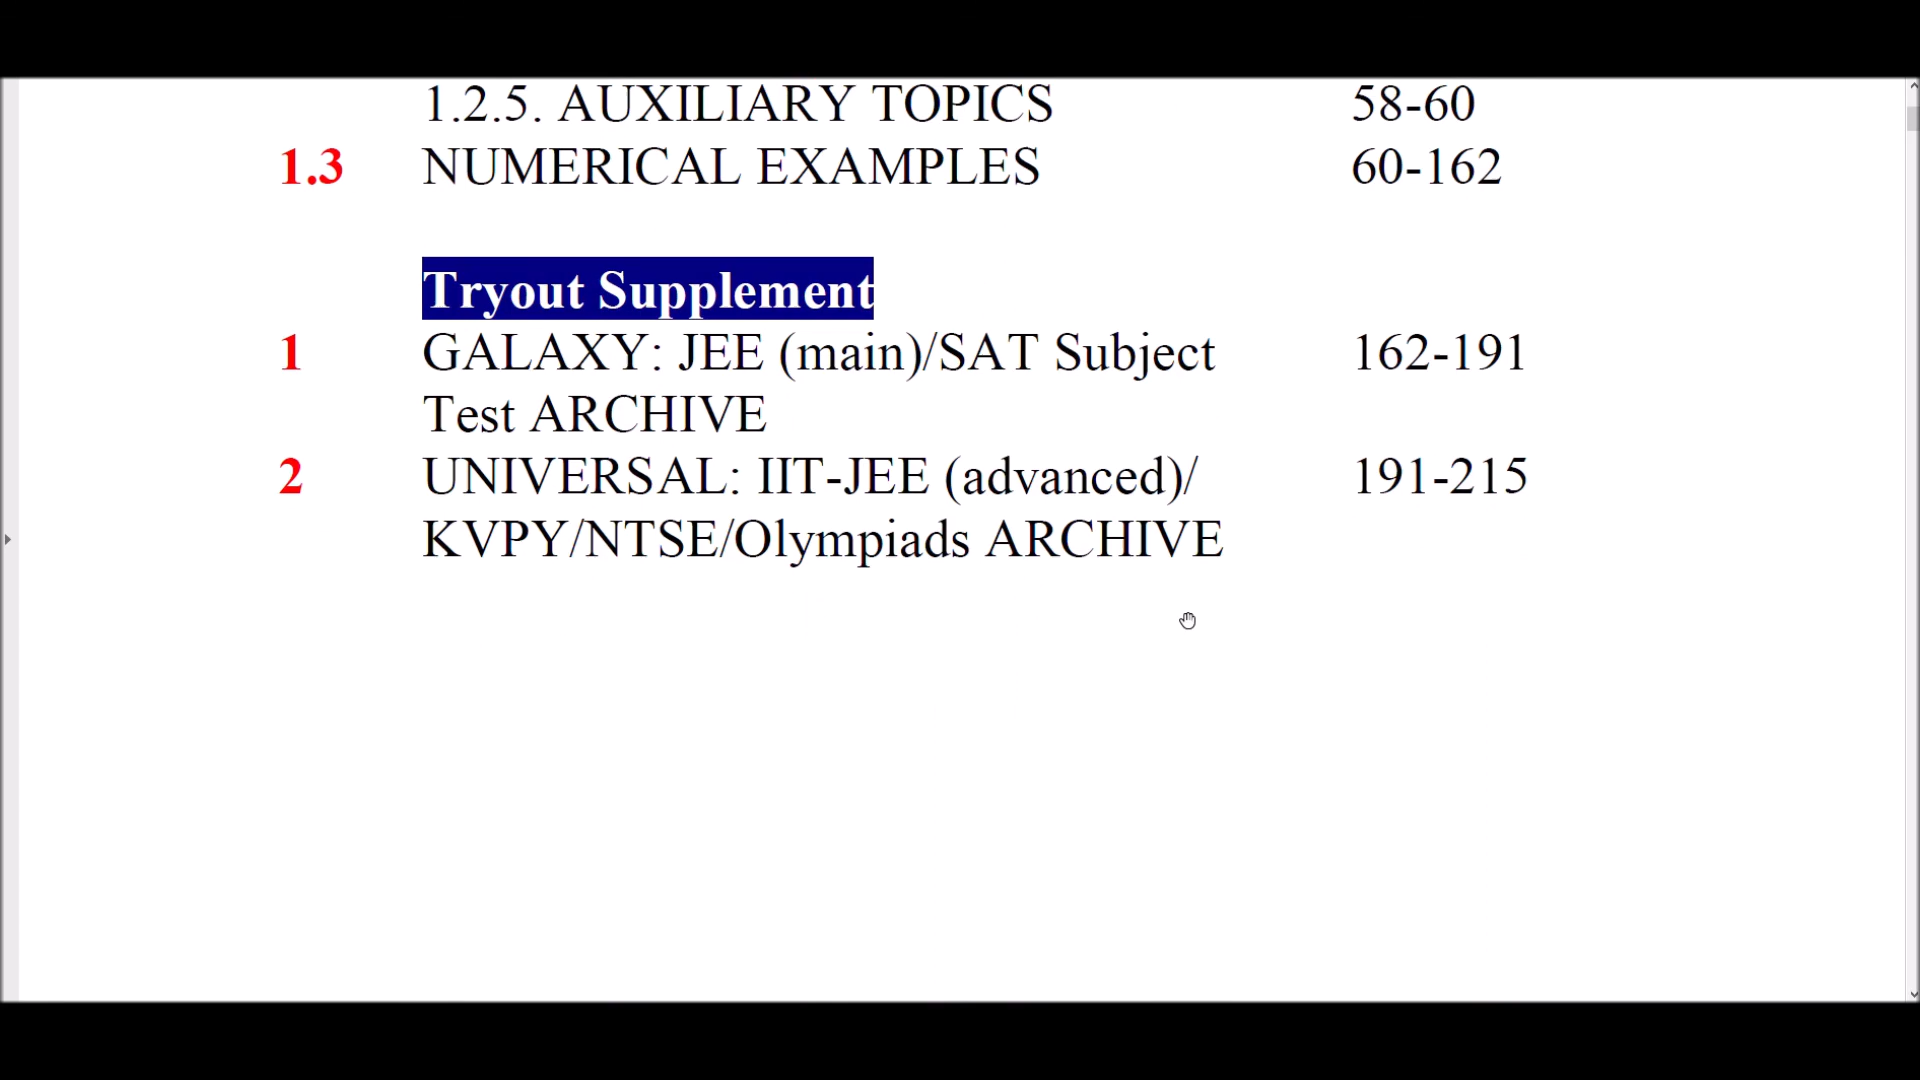 1.2.5. AUXILIARY TOPICS 58-60
1.3 NUMERICAL EXAMPLES 60-162
Tryout Supplement
1 GALAXY: JEE (main)/SAT Subject 162-191
Test ARCHIVE
2 UNIVERSAL: IIT-JEE (advanced)/ 191-215
KVPY/NTSE/Olympiads ARCHIVE